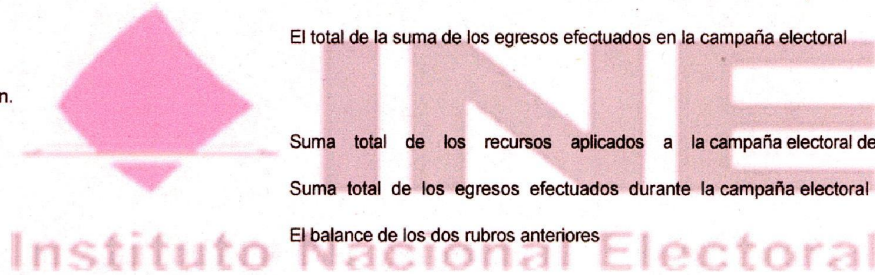 El total de la suma de los egresos efectuados en la campaña electoral
n.
INE
Suma total de los recursos aplicados a la campaña electoral de
Suma total de los egresos efectuados durante la campaña electoral
El balance de los dos rubros anteriores
Instituto Nacional Electoral